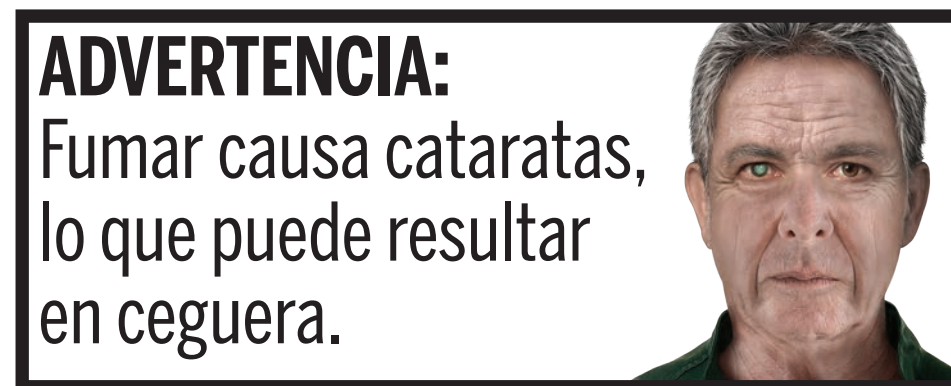 ADVERTENCIA:
Fumar causa cataratas,
lo que puede resultar
en ceguera.